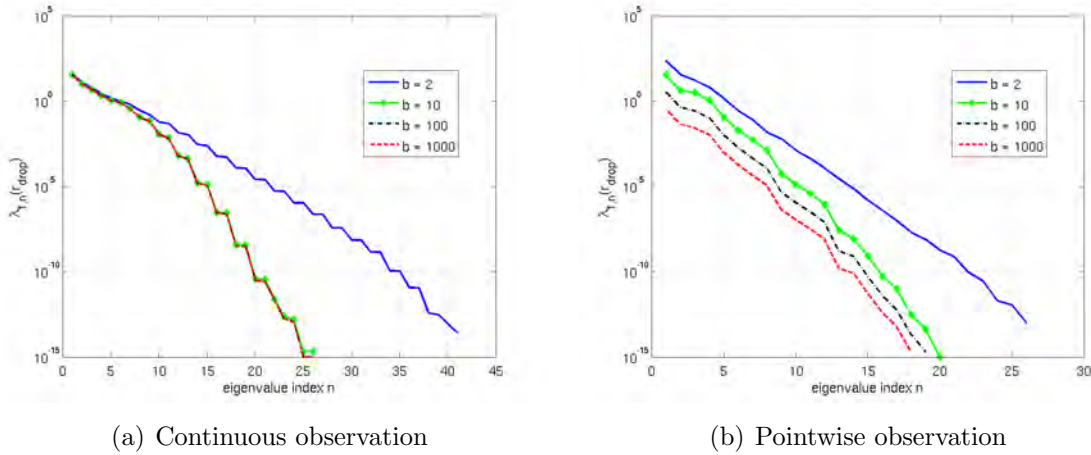 10^5
10^0
10^-5
10^-10
10^-15
λ_{T,n}(r_drop)
b = 2
b = 10
b = 100
b = 1000
0 5 10 15 20 25 30 35 40 45
eigenvalue index n
(a) Continuous observation
10^5
10^0
10^-5
10^-10
10^-15
λ_{T,n}(r_drop)
b = 2
b = 10
b = 100
b = 1000
0 5 10 15 20 25 30
eigenvalue index n
(b) Pointwise observation